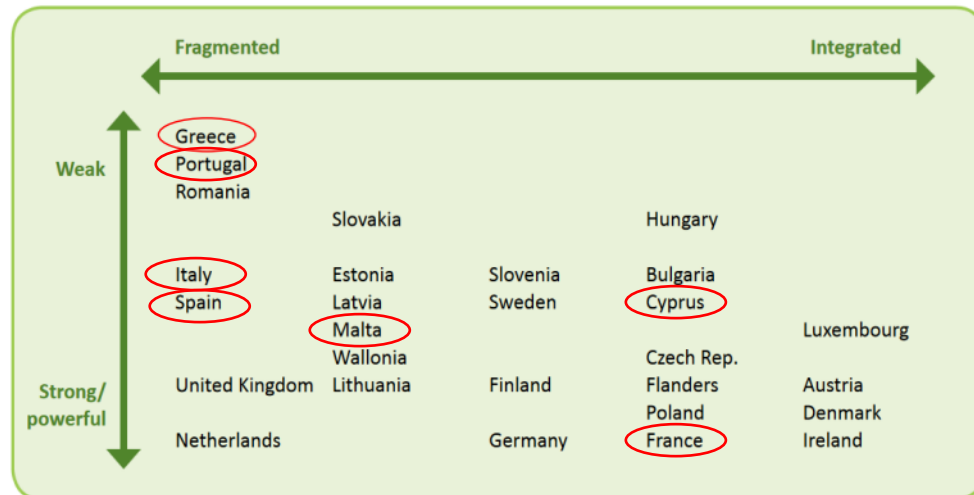 Fragmented Integrated
Greece
Weak Portugal
Romania
Slovakia Hungary
Italy Estonia Slovenia Bulgaria
Spain Latvia Sweden Cyprus
Malta Luxembourg
Wallonia Czech Rep.
Strong/ United Kingdom Lithuania Finland Flanders Austria
powerful Poland Denmark
Netherlands Germany France Ireland